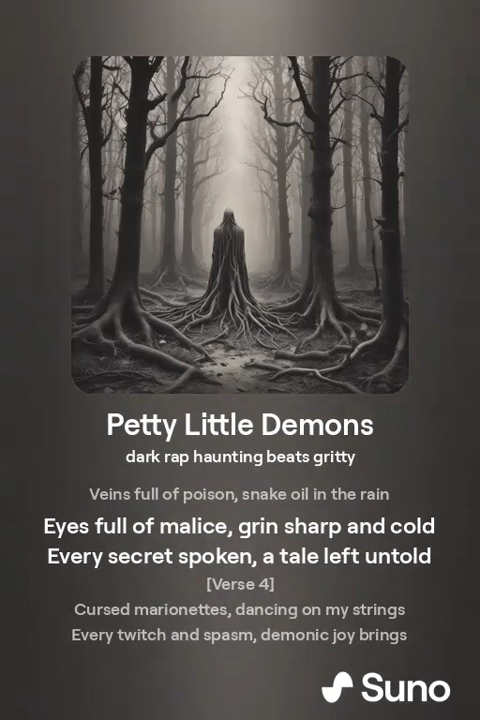 Petty Little Demons
dark rap haunting beats gritty
Veins full of poison, snake oil in the rain
Eyes full of malice, grin sharp and cold
Every secret spoken, a tale left untold
[Verse 4]
Cursed marionettes, dancing on my strings
Every twitch and spasm, demonic joy brings
Suno